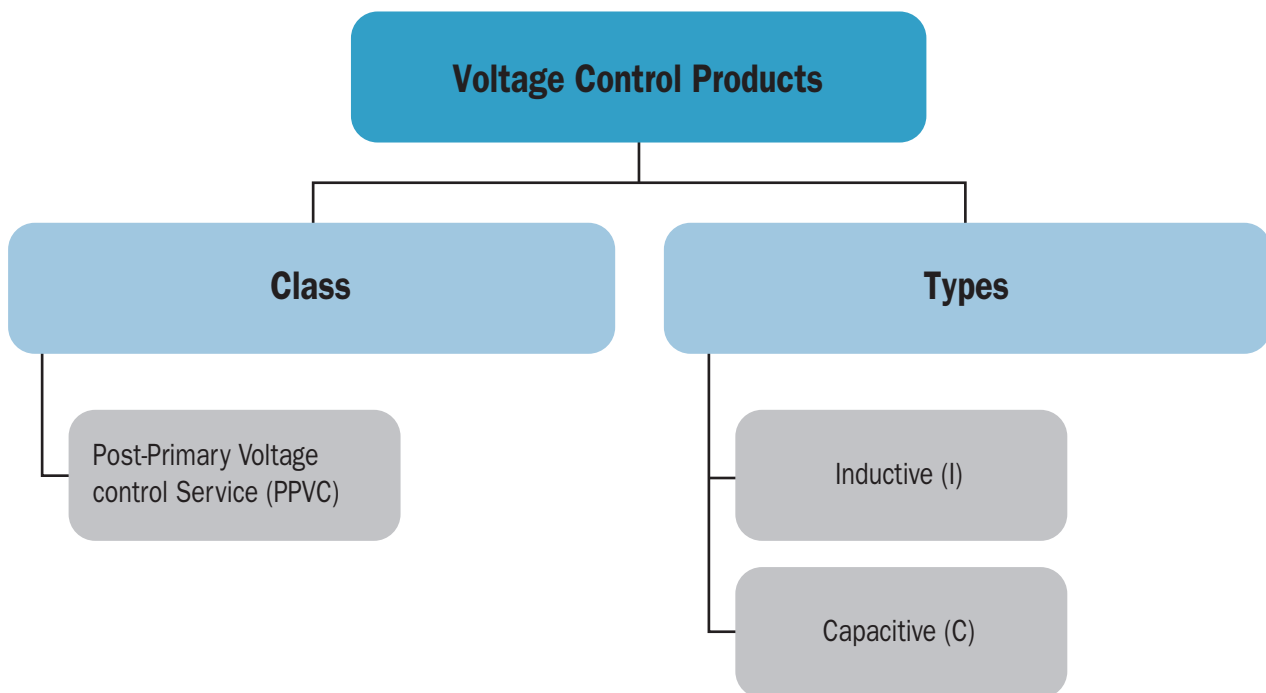 Voltage Control Products
Class
Types
Post-Primary Voltage
control Service (PPVC)
Inductive (I)
Capacitive (C)